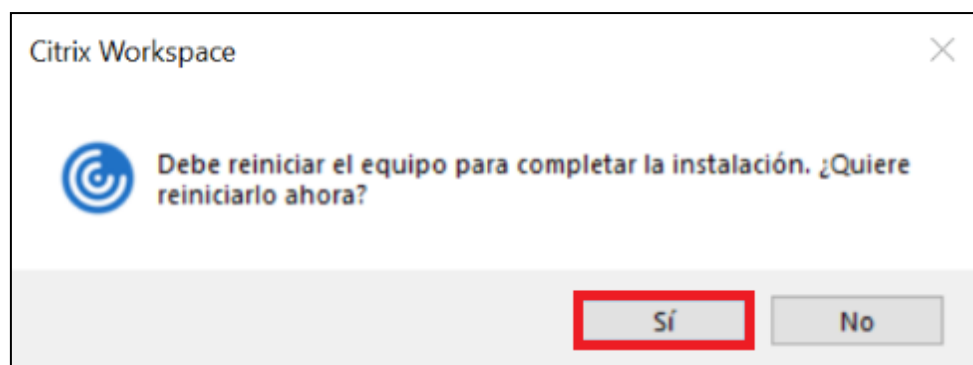 Citrix Workspace
Debe reiniciar el equipo para completar la instalación. ¿Quiere
reiniciarlo ahora?
Sí
No